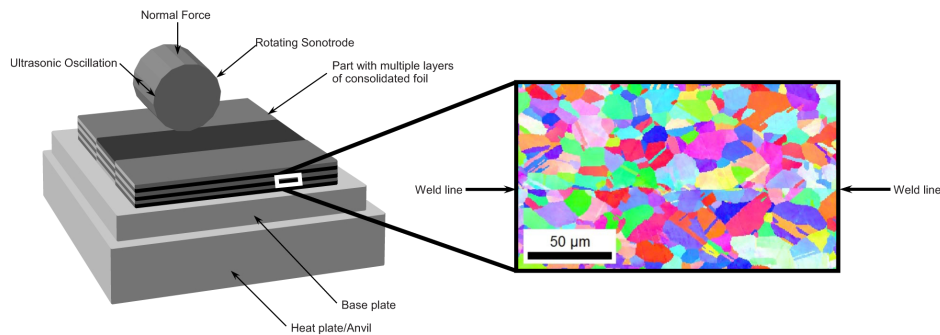 Normal Force
Rotating Sonotrode
Ultrasonic Oscillation
Part with multiple layers
of consolidated foil
Weld line
Weld line
50 µm
Base plate
Heat plate/Anvil